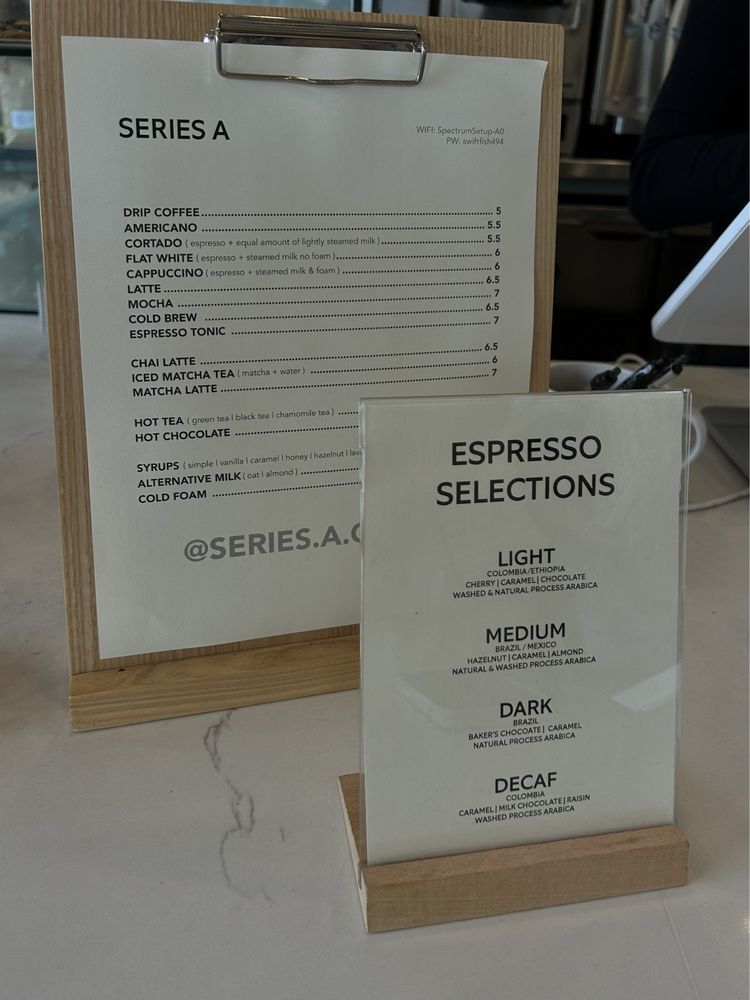 SERIES A
WIFI: SpectrumSetup-A0
PW: swiftfish494
DRIP COFFEE 5
AMERICANO 5.5
CORTADO ( espresso + equal amount of lightly steamed milk ) 5.5
FLAT WHITE ( espresso + steamed milk no foam ) 6
CAPPUCCINO ( espresso + steamed milk & foam ) 6
LATTE 6.5
MOCHA 7
COLD BREW 6.5
ESPRESSO TONIC 7
CHAI LATTE 6.5
ICED MATCHA TEA ( matcha + water ) 6
MATCHA LATTE 7
HOT TEA ( green tea | black tea | chamomile tea )
HOT CHOCOLATE
SYRUPS ( simple | vanilla | caramel | honey | hazelnut | lav
ALTERNATIVE MILK ( oat | almond )
COLD FOAM
@SERIES.A.
ESPRESSO
SELECTIONS
LIGHT
COLOMBIA/ETHIOPIA
CHERRY | CARAMEL | CHOCOLATE
WASHED & NATURAL PROCESS ARABICA
MEDIUM
BRAZIL / MEXICO
HAZELNUT | CARAMEL | ALMOND
NATURAL & WASHED PROCESS ARABICA
DARK
BRAZIL
BAKER'S CHOCOATE | CARAMEL
NATURAL PROCESS ARABICA
DECAF
COLOMBIA
CARAMEL | MILK CHOCOLATE | RAISIN
WASHED PROCESS ARABICA